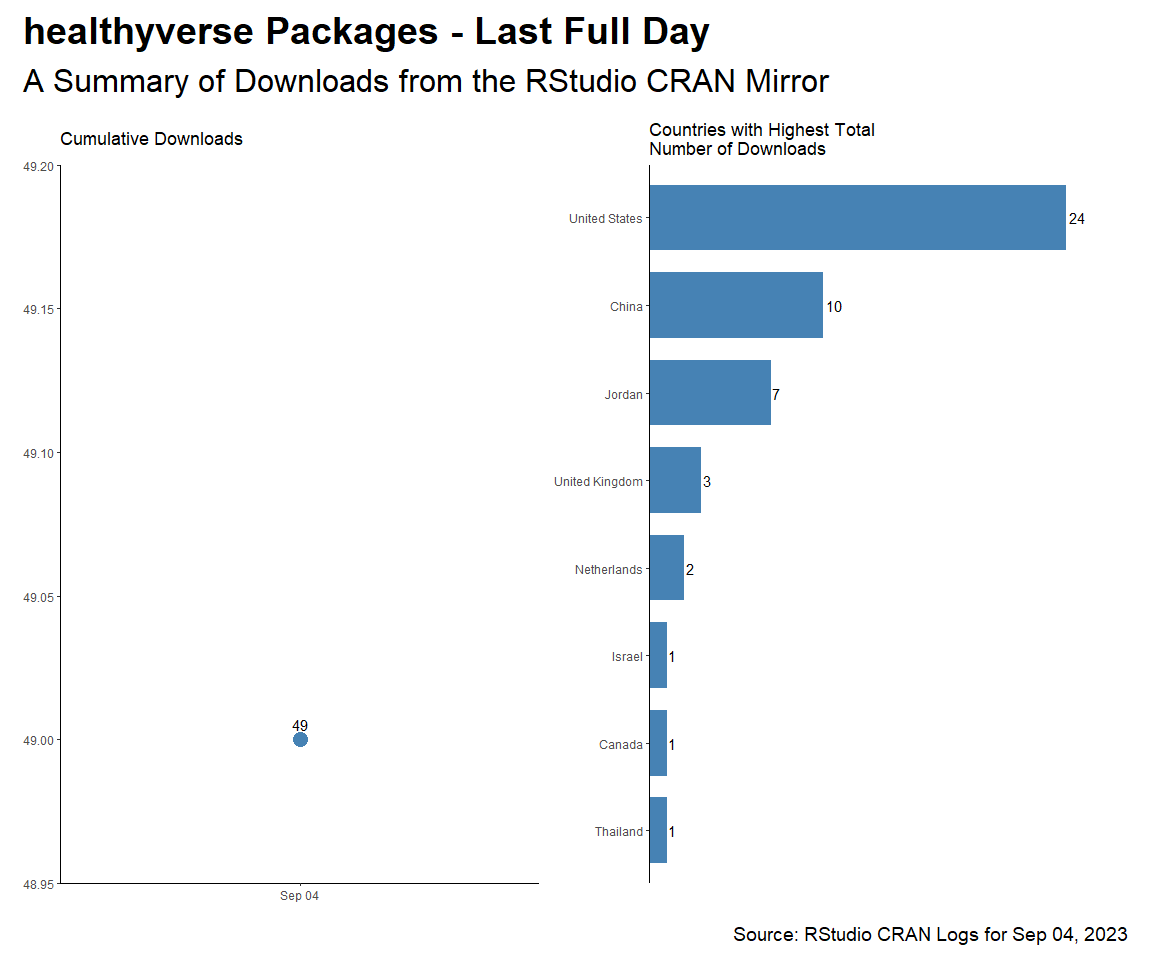 healthyverse Packages - Last Full Day
A Summary of Downloads from the RStudio CRAN Mirror
Cumulative Downloads
49.20
49.15
49.10
49.05
49.00
48.95
49
Sep 04
Countries with Highest Total
Number of Downloads
United States 24
China 10
Jordan 7
United Kingdom 3
Netherlands 2
Israel 1
Canada 1
Thailand 1
Source: RStudio CRAN Logs for Sep 04, 2023